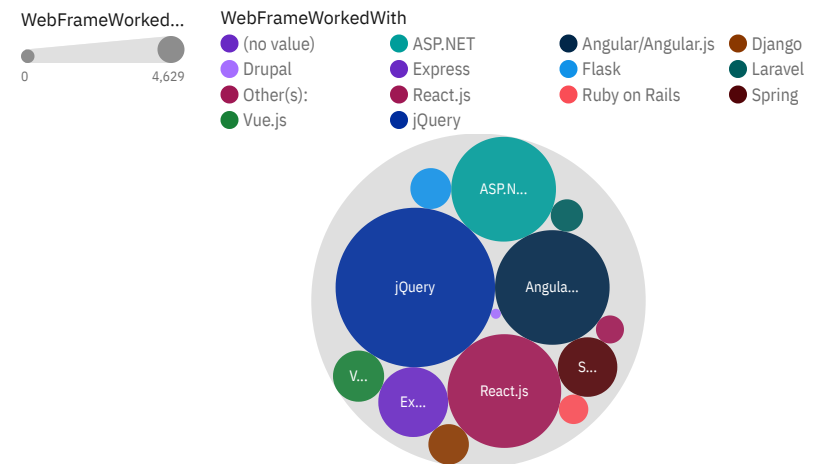 WebFrameWorked...
0 4,629
WebFrameWorkedWith
(no value) ASP.NET Angular/Angular.js Django
Drupal Express Flask Laravel
Other(s): React.js Ruby on Rails Spring
Vue.js jQuery
ASP.N...
jQuery
Angula...
V...
S...
Ex...
React.js